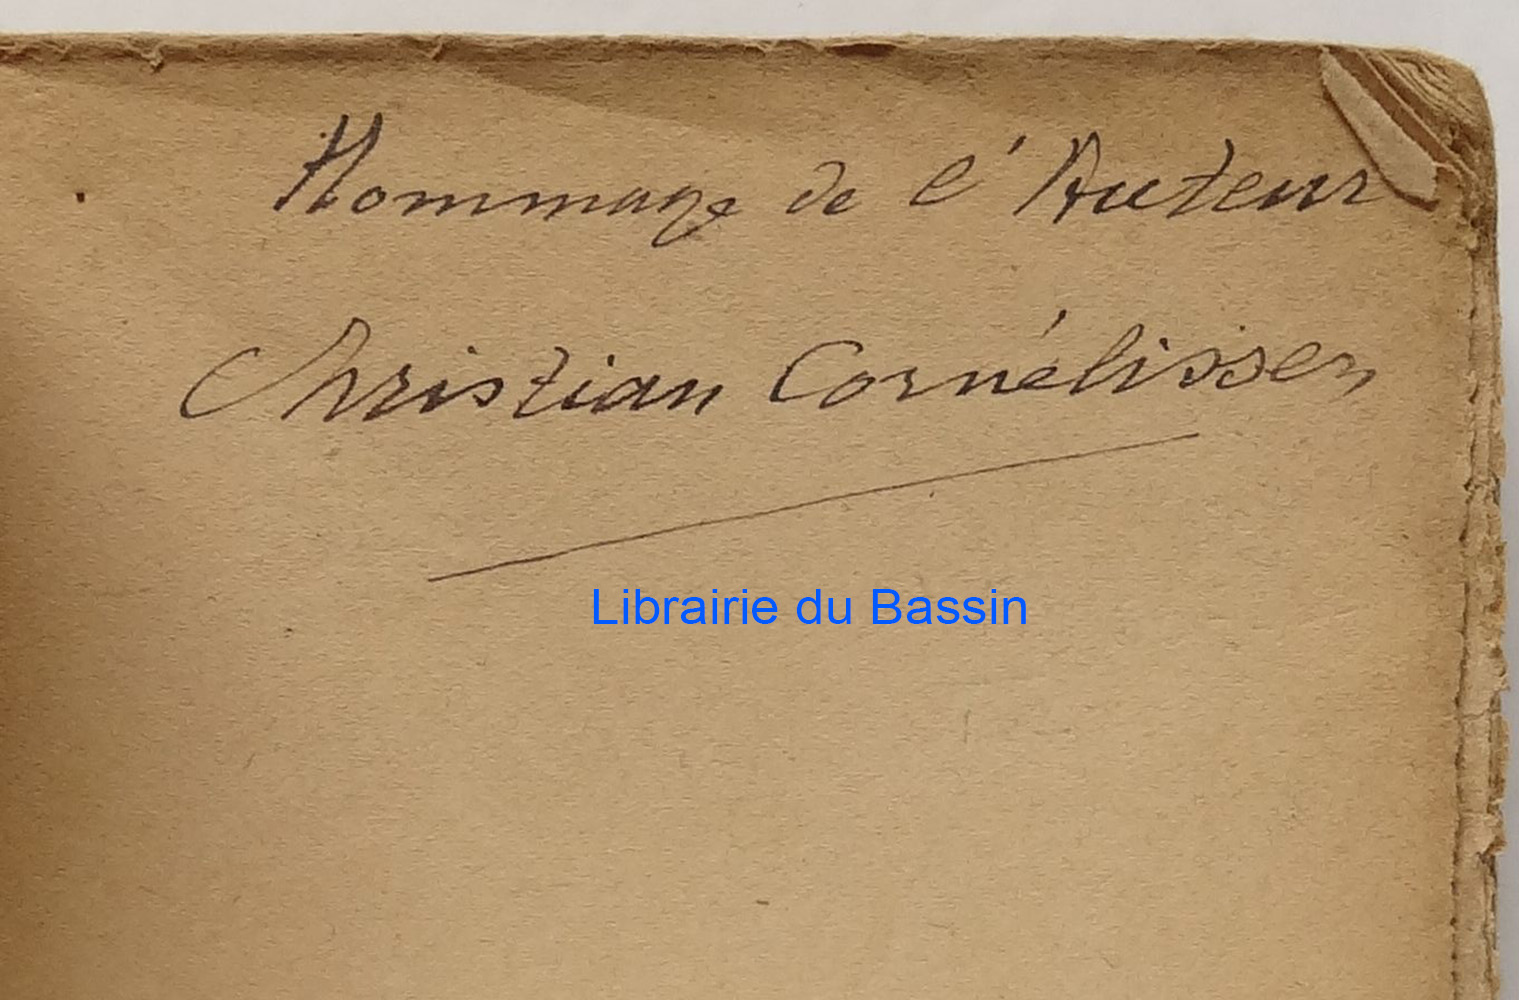 Hommage de l'Auteur
Christian Cornélissen
Librairie du Bassin